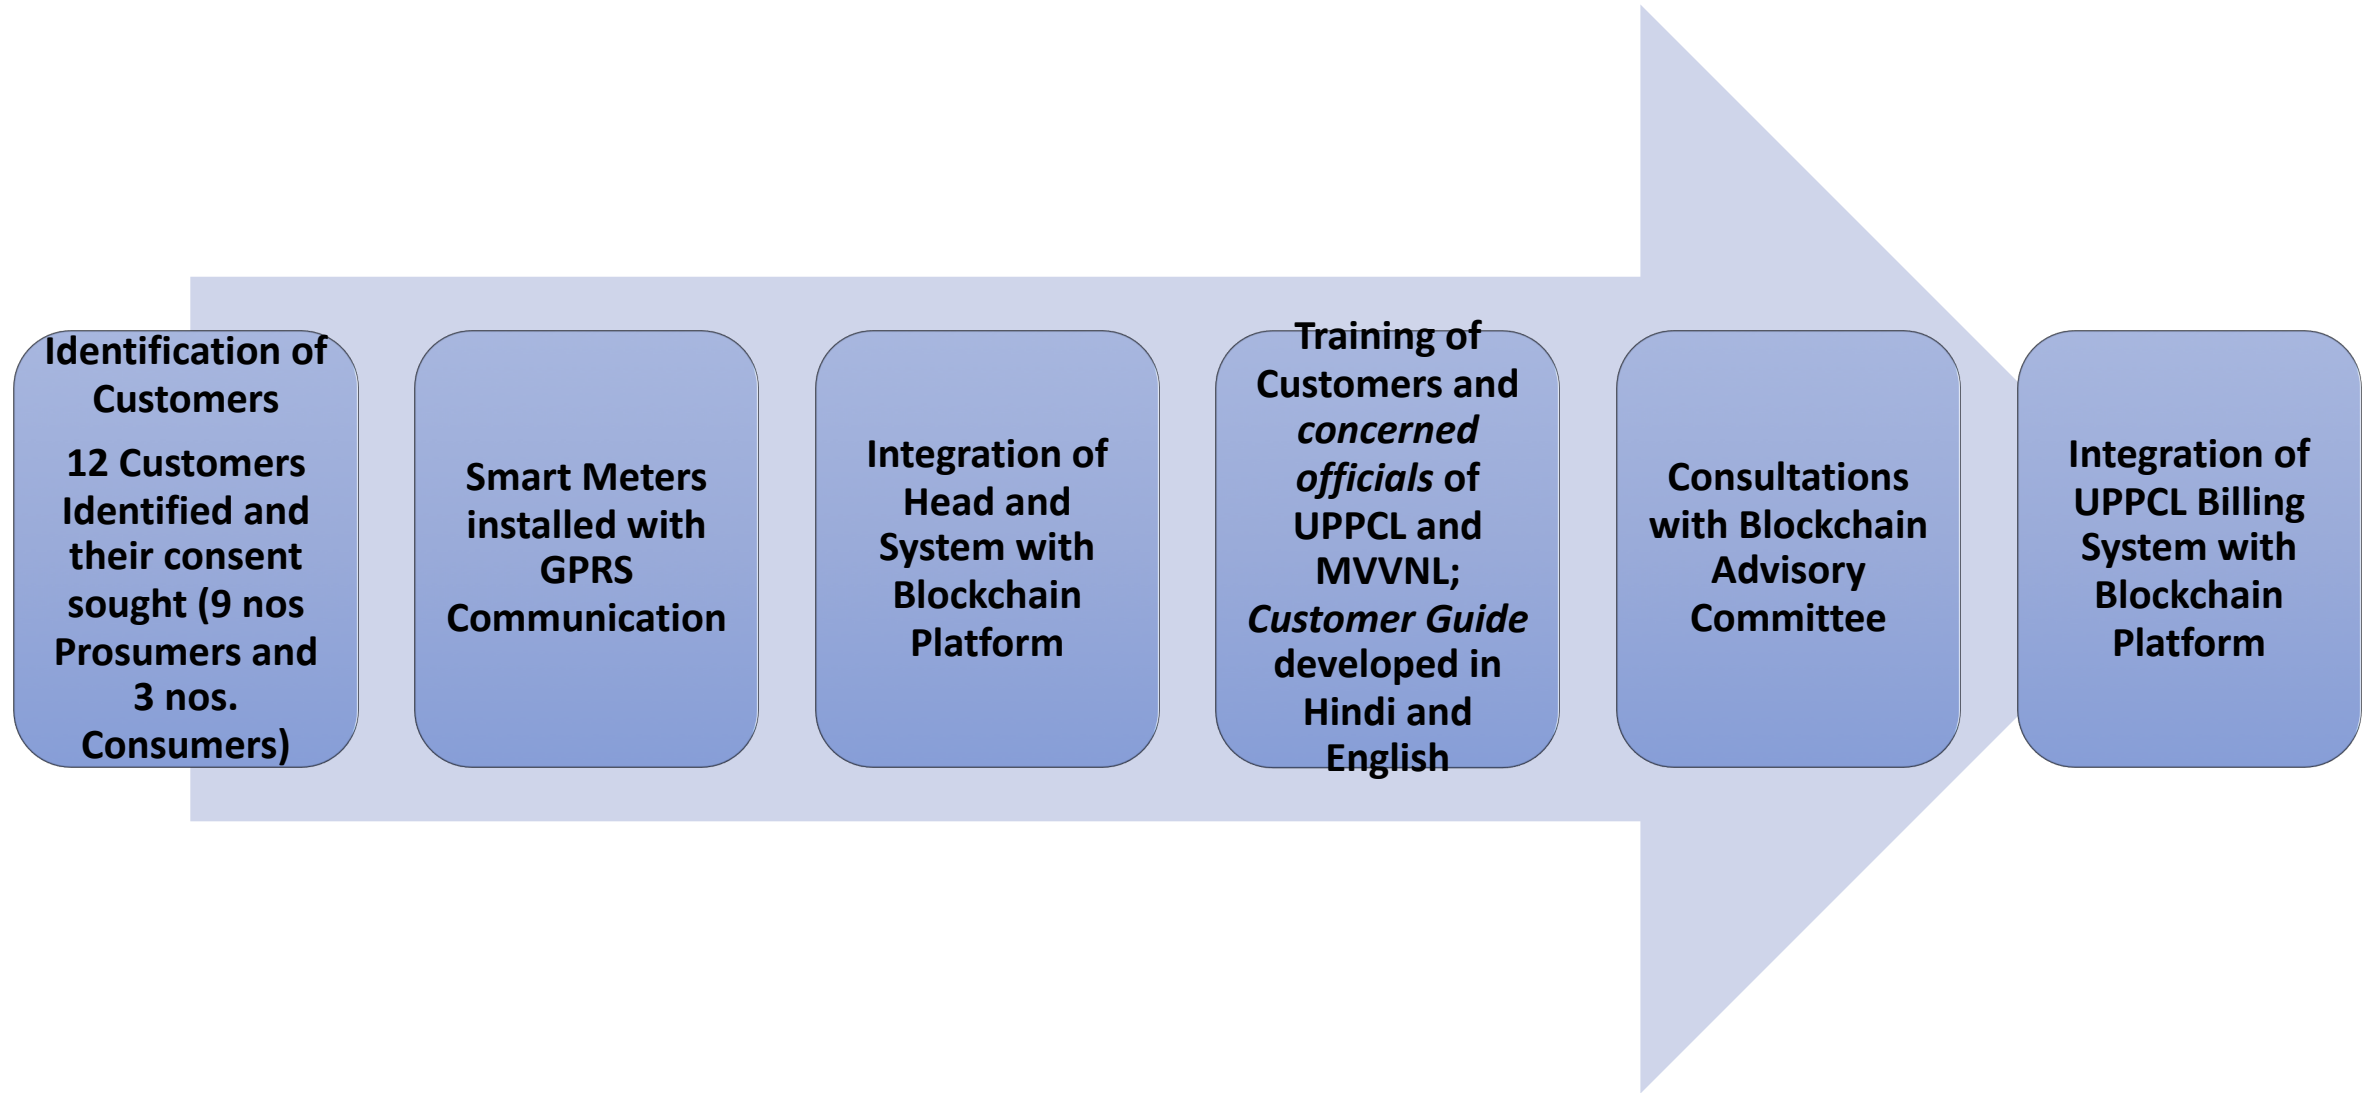 Identification of
Customers
12 Customers
Identified and
their consent
sought (9 nos
Prosumers and
3 nos.
Consumers)
Smart Meters
installed with
GPRS
Communication
Integration of
Head and
System with
Blockchain
Platform
Training of
Customers and
concerned
officials of
UPPCL and
MVVNL;
Customer Guide
developed in
Hindi and
English
Consultations
with Blockchain
Advisory
Committee
Integration of
UPPCL Billing
System with
Blockchain
Platform